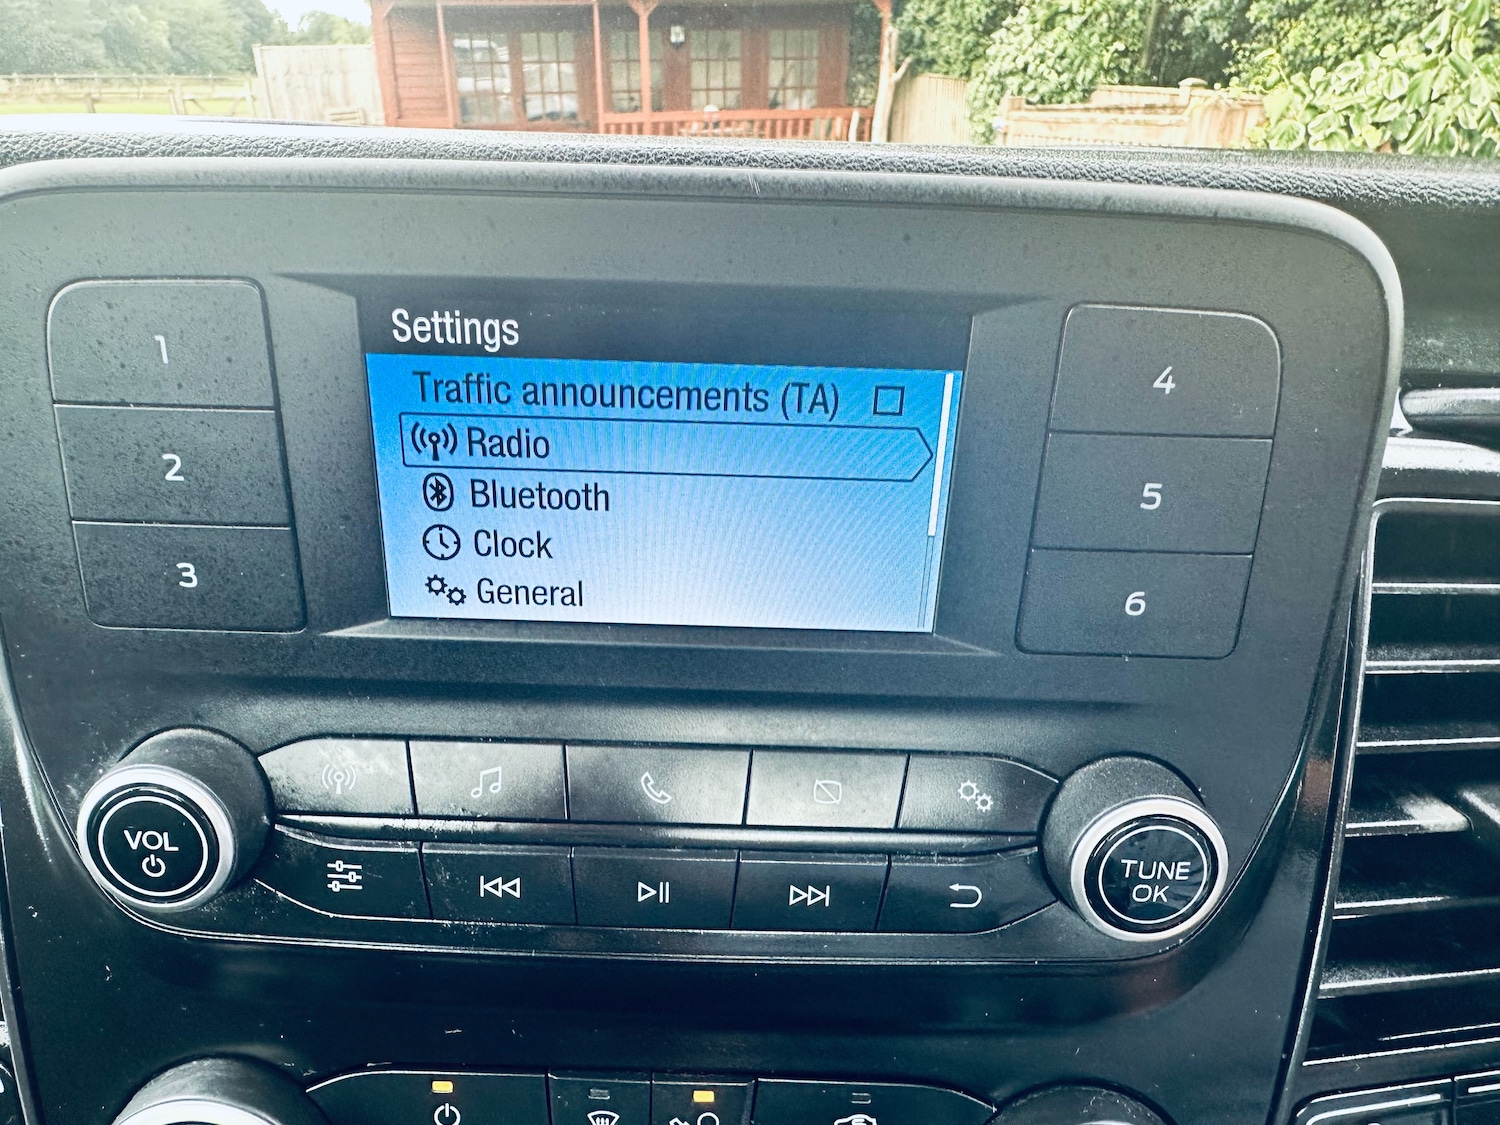 Settings
Traffic announcements (TA)
Radio
Bluetooth
Clock
General
1
2
3
4
5
6
VOL
TUNE
OK